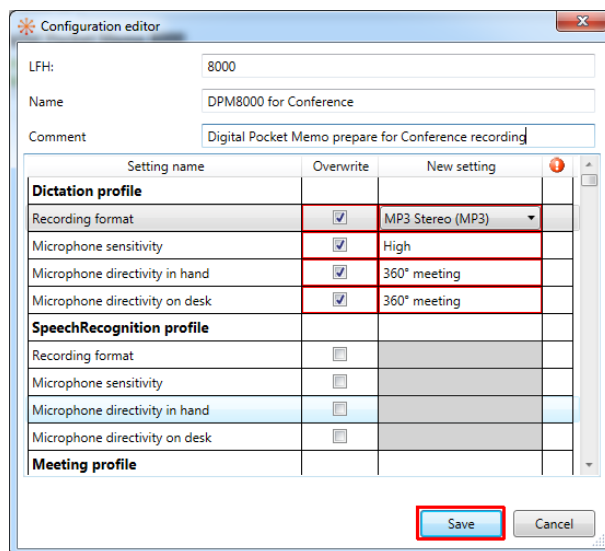 Configuration editor
LFH: 8000
Name DPM8000 for Conference
Comment Digital Pocket Memo prepare for Conference recording
Setting name Overwrite New setting
Dictation profile
Recording format MP3 Stereo (MP3)
Microphone sensitivity High
Microphone directivity in hand 360° meeting
Microphone directivity on desk 360° meeting
SpeechRecognition profile
Recording format
Microphone sensitivity
Microphone directivity in hand
Microphone directivity on desk
Meeting profile
Save Cancel